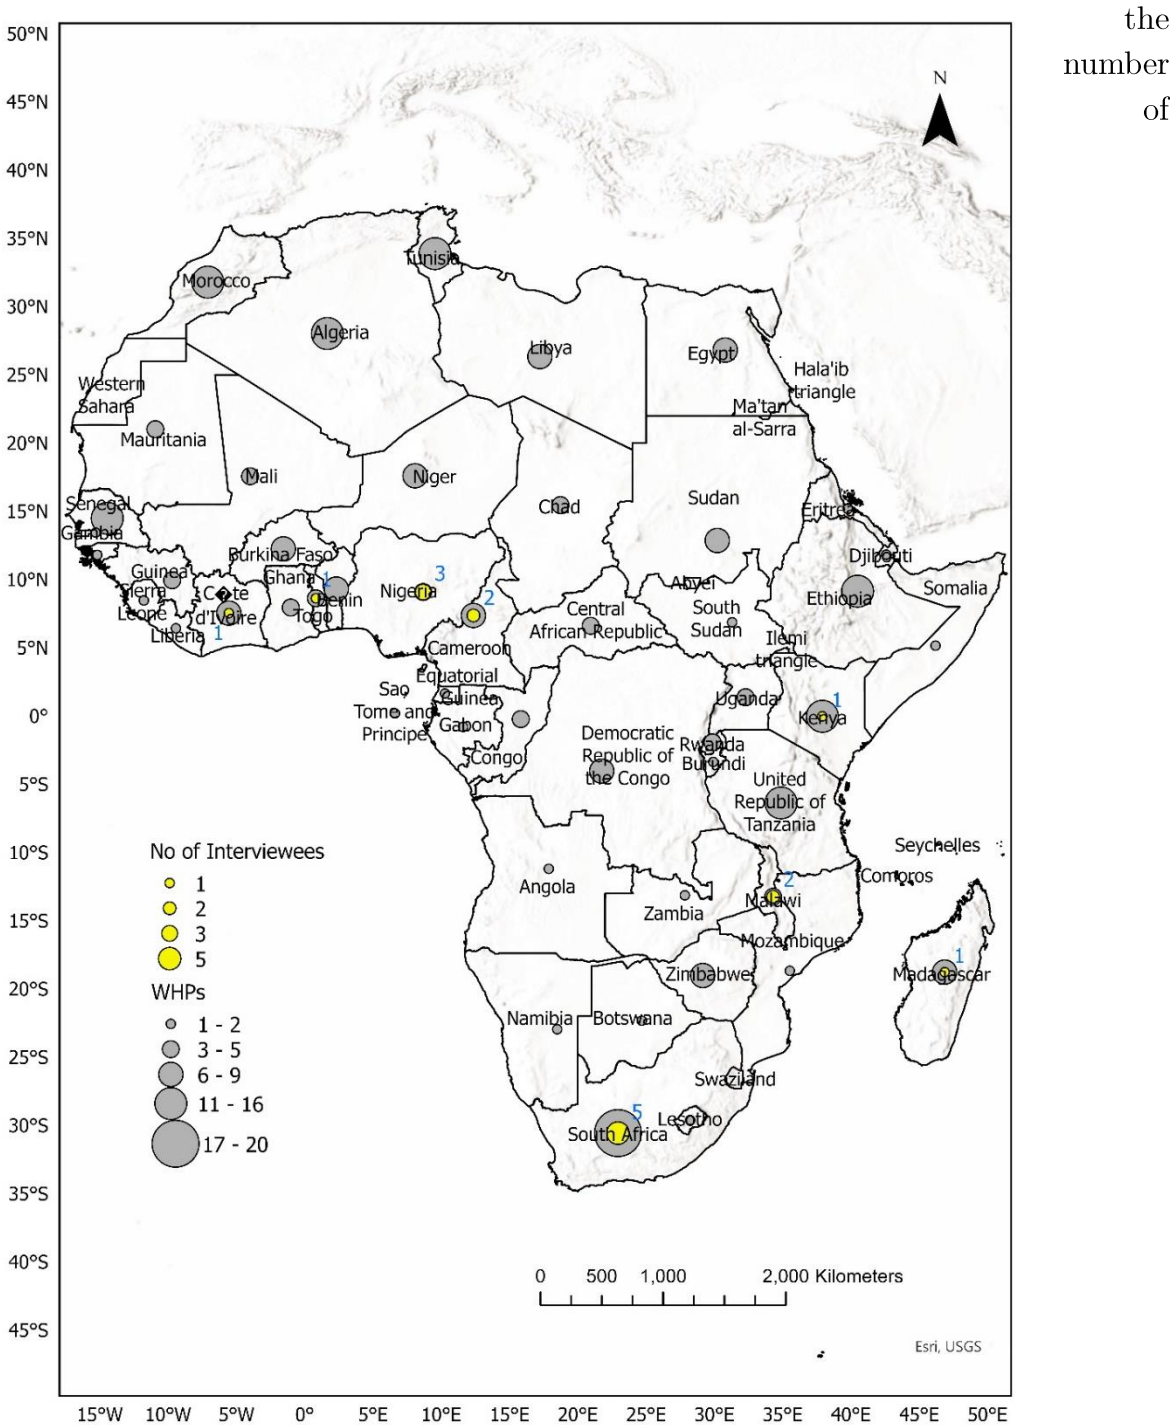 the
number
of
50°N
45°N
40°N
35°N
30°N
25°N
20°N
15°N
10°N
5°N
0°
5°S
10°S
15°S
20°S
25°S
30°S
35°S
40°S
45°S
N
Tunisia
Morocco
Algeria
Libya
Egypt
Hala'ib
triangle
Western
Sahara
Ma'tan
al-Sarra
Mauritania
Mali
Niger
Chad
Sudan
Eritrea
Senegal
Gambia
Burkina Faso
Djibouti
Guinea
Ghana
1
Nigeria
3
2
Abyei
Ethiopia
Somalia
Sierra
Leone
C�te
d'Ivoire
1
Benin
Togo
Liberia
Central
African Republic
South
Sudan
Ilemi
triangle
Cameroon
Equatorial
Guinea
Sao
Tome and
Principe
Gabon
Congo
Uganda
1
Kenya
Democratic
Republic of
the Congo
Rwanda
Burundi
United
Republic of
Tanzania
Seychelles
Comoros
Angola
Zambia
2
Malawi
Mozambique
1
Madagascar
Zimbabwe
Namibia
Botswana
Swaziland
5
South Africa
Lesotho
No of Interviewees
1
2
3
5
WHPs
1 - 2
3 - 5
6 - 9
11 - 16
17 - 20
0 500 1,000 2,000 Kilometers
Esri, USGS
15°W 10°W 5°W 0° 5°E 10°E 15°E 20°E 25°E 30°E 35°E 40°E 45°E 50°E